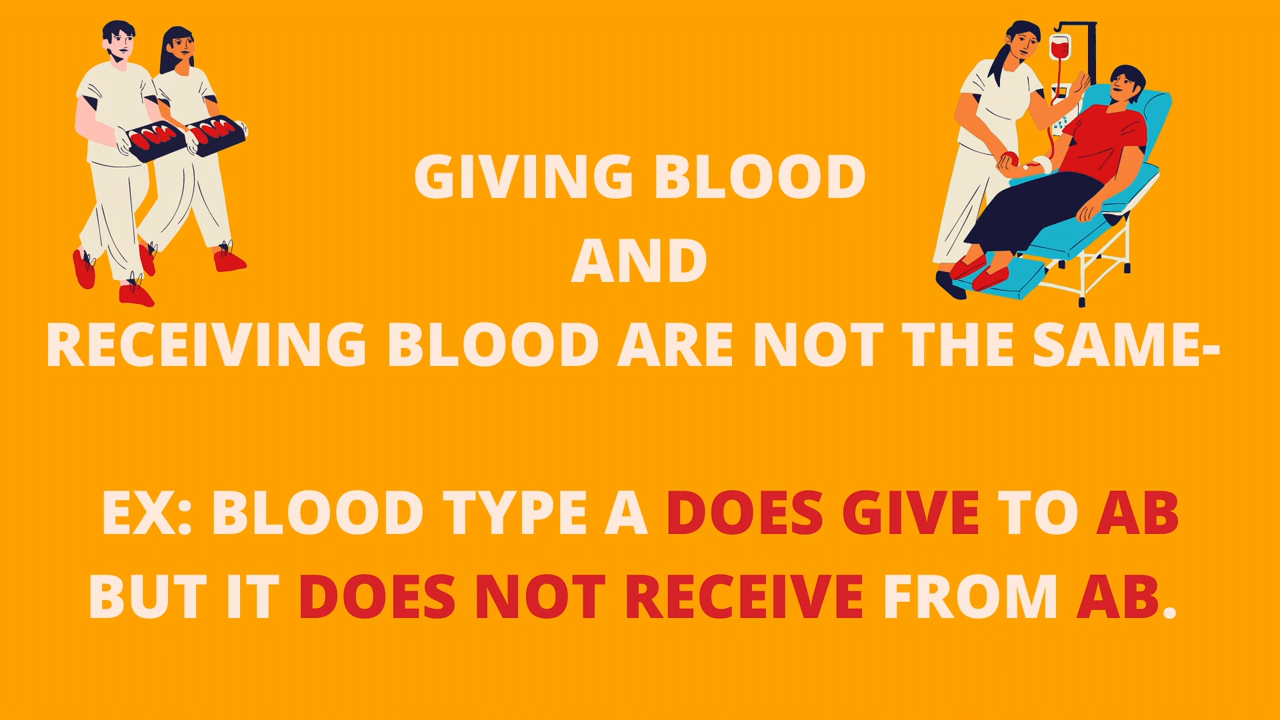 GIVING BLOOD
AND
RECEIVING BLOOD ARE NOT THE SAME-
EX: BLOOD TYPE A DOES GIVE TO AB
BUT IT DOES NOT RECEIVE FROM AB.